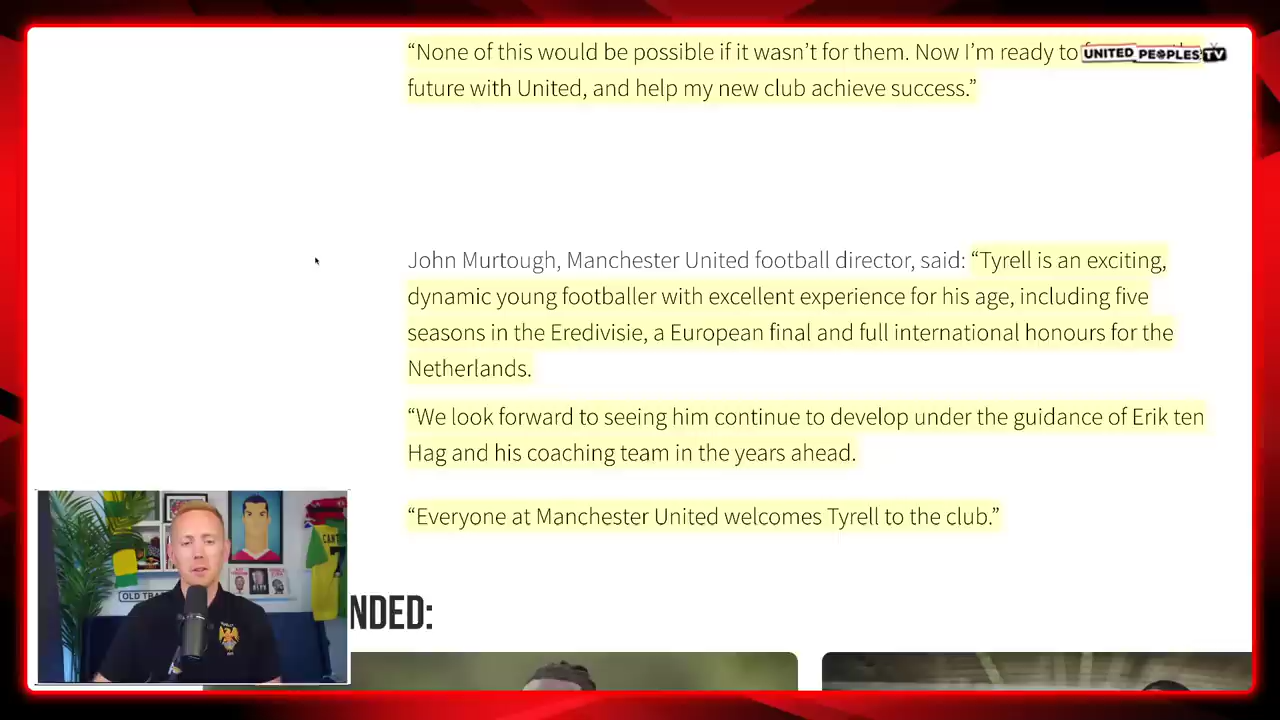 “None of this would be possible if it wasn’t for them. Now I’m ready to
UNITED PEOPLES TV
future with United, and help my new club achieve success.”
John Murtough, Manchester United football director, said: “Tyrell is an exciting,
dynamic young footballer with excellent experience for his age, including five
seasons in the Eredivisie, a European final and full international honours for the
Netherlands.
“We look forward to seeing him continue to develop under the guidance of Erik ten
Hag and his coaching team in the years ahead.
“Everyone at Manchester United welcomes Tyrell to the club.”
OLD TRA
NDED: